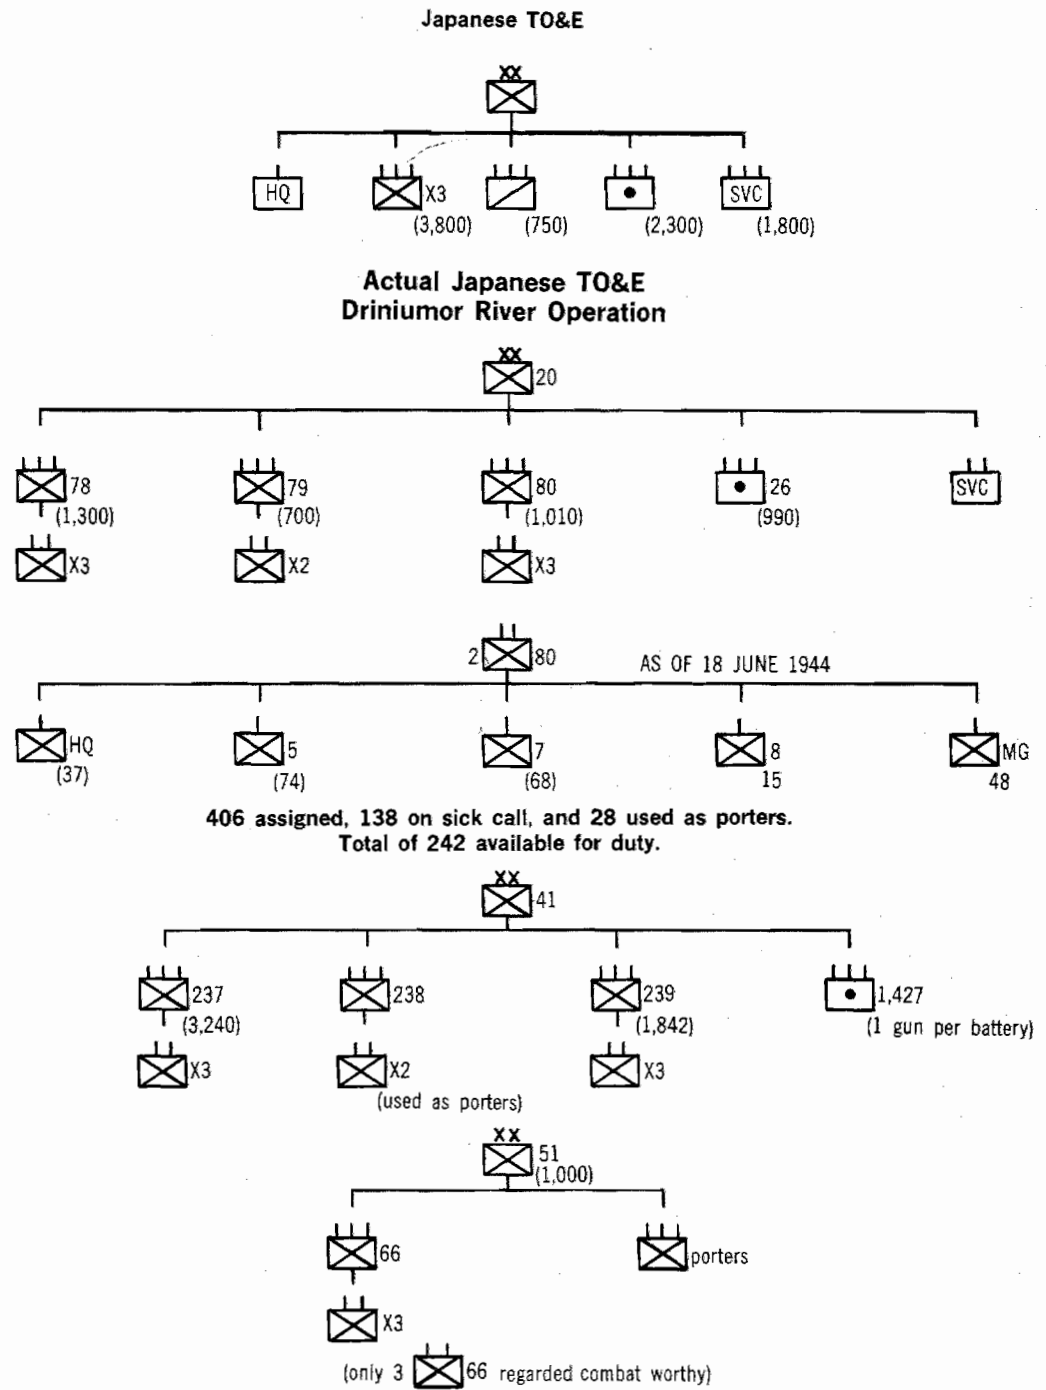 Japanese TO&E
XX
HQ
X3
SVC
(3,800) (750) (2,300) (1,800)
Actual Japanese TO&E
Driniumor River Operation
XX
20
78 79 80 26 SVC
(1,300) (700) (1,010) (990)
X3 X2 X3
2 80 AS OF 18 JUNE 1944
HQ 5 7 8 MG
(37) (74) (68) 15 48
406 assigned, 138 on sick call, and 28 used as porters.
Total of 242 available for duty.
XX
41
237 238 239 1,427
(3,240) (1,842) (1 gun per battery)
X3 X2 X3
(used as porters)
XX
51
(1,000)
66 porters
X3
(only 3 66 regarded combat worthy)